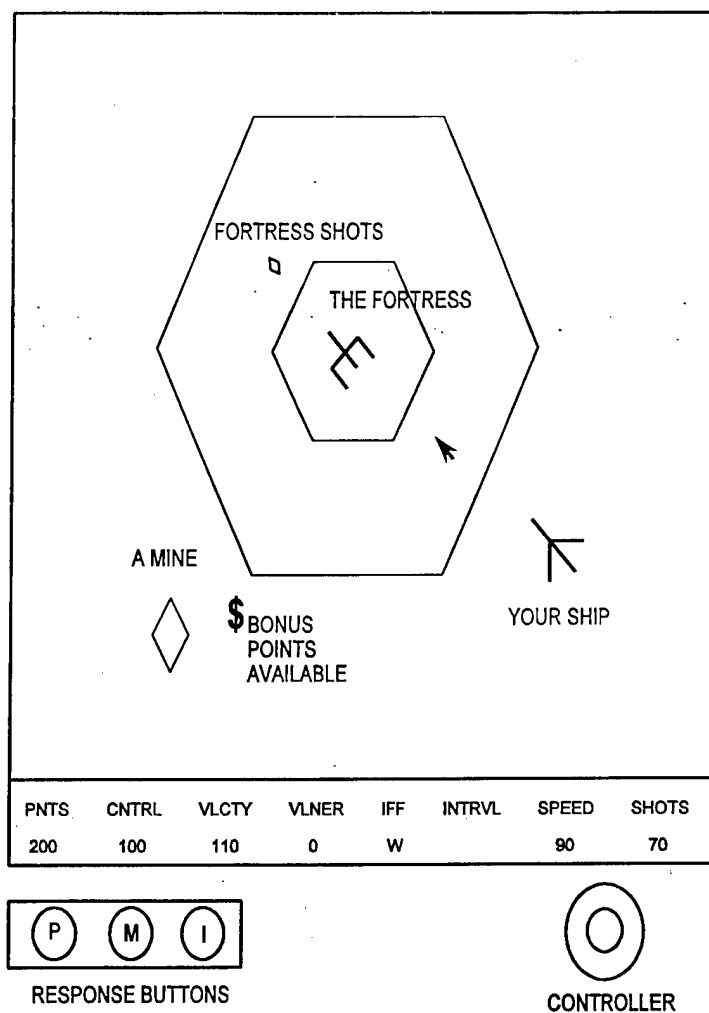 FORTRESS SHOTS
THE FORTRESS
A MINE
$ BONUS
POINTS
AVAILABLE
YOUR SHIP
PNTS CNTRL VLCTY VLNER IFF INTRVL SPEED SHOTS
200 100 110 0 W 90 70
P M I
RESPONSE BUTTONS
CONTROLLER